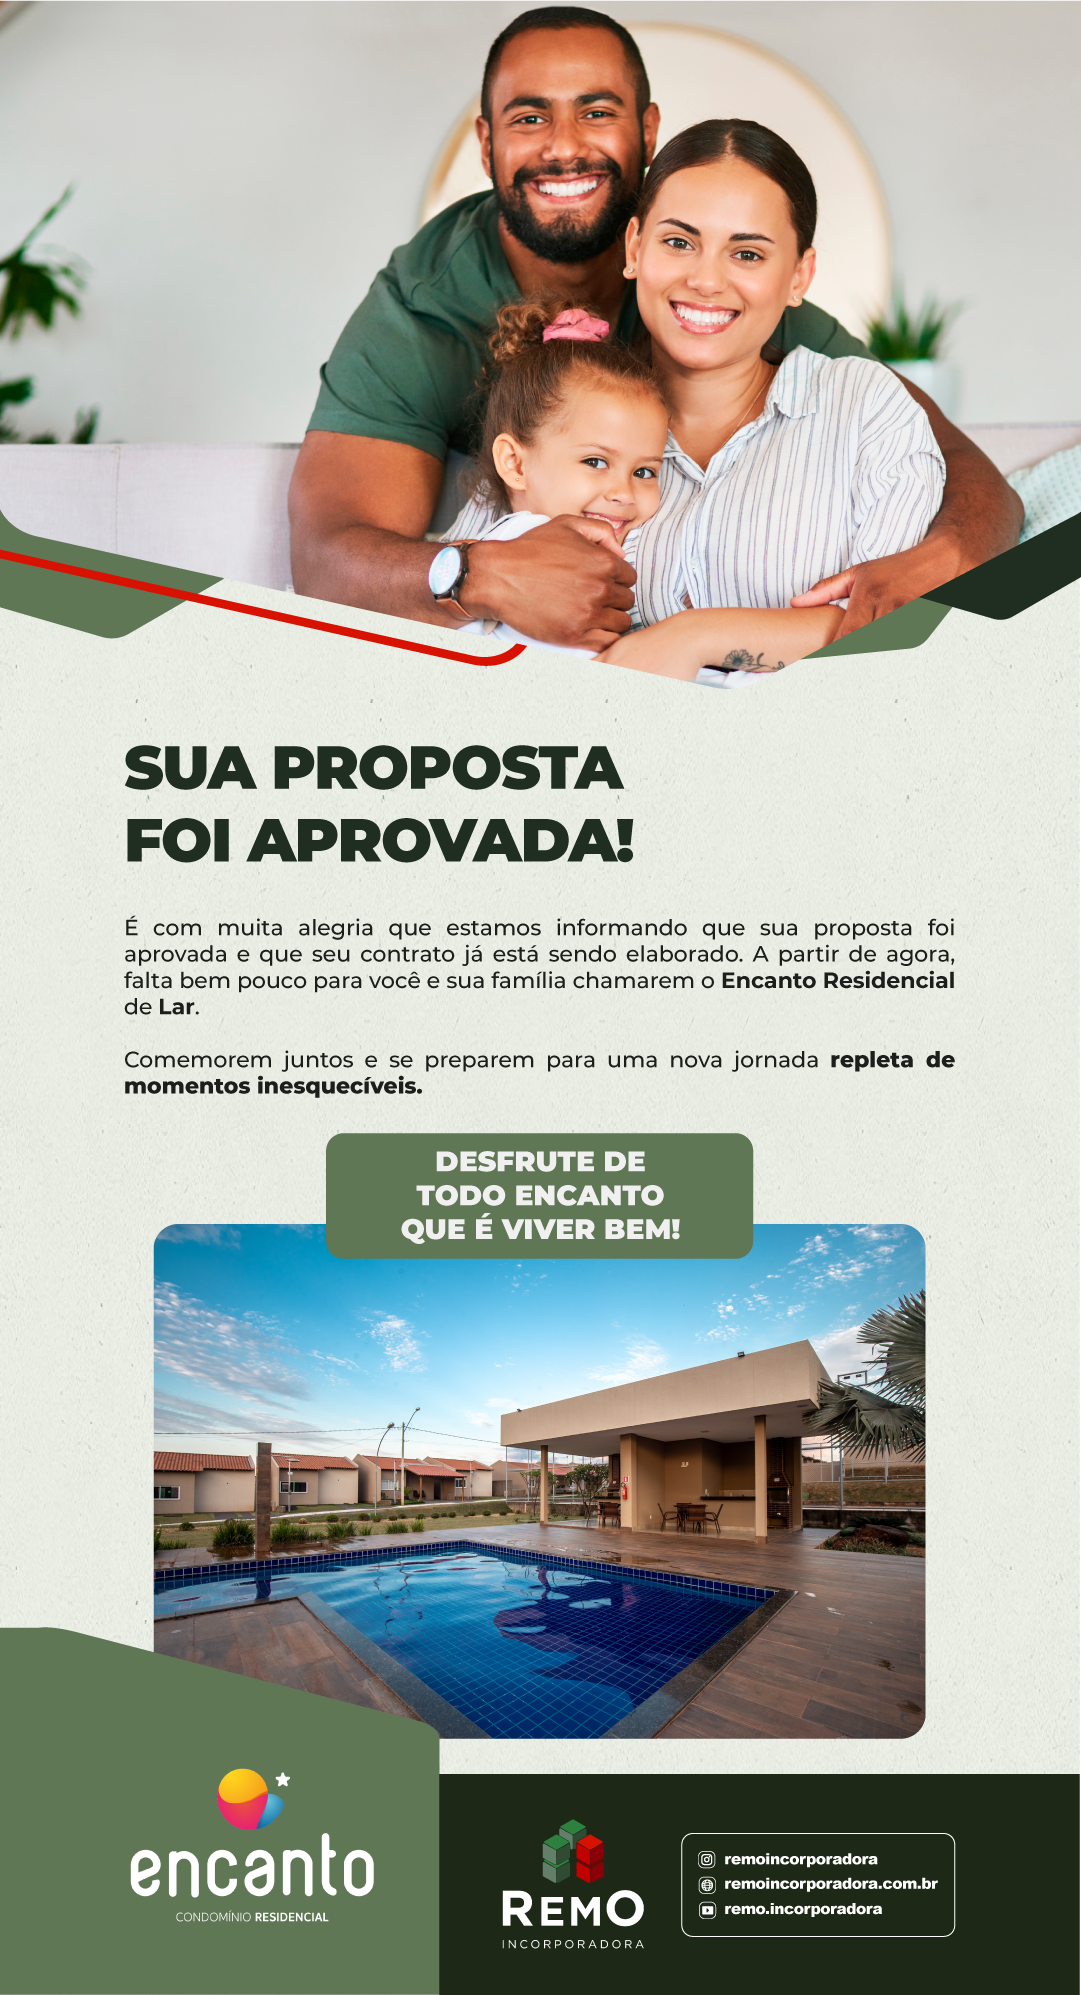 SUA PROPOSTA
FOI APROVADA!
É com muita alegria que estamos informando que sua proposta foi
aprovada e que seu contrato já está sendo elaborado. A partir de agora,
falta bem pouco para você e sua família chamarem o Encanto Residencial
de Lar.
Comemorem juntos e se preparem para uma nova jornada repleta de
momentos inesquecíveis.
DESFRUTE DE
TODO ENCANTO
QUE É VIVER BEM!
encanto
CONDOMÍNIO RESIDENCIAL
REMO
INCORPORADORA
remoincorporadora
remoincorporadora.com.br
remo.incorporadora